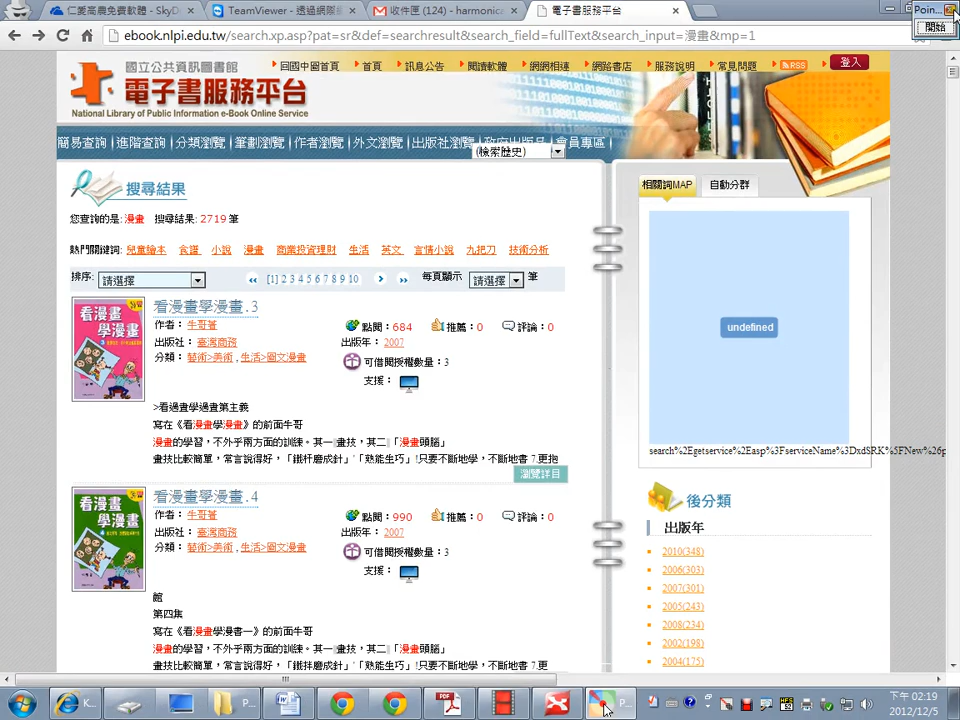 仁愛高農免費軟體 - SkyD
TeamViewer - 透過網際
收件匣 (124) - harmonica
電子書服務平台
Poin...
開始
ebook.nlpi.edu.tw/search.xp.asp?pat=sr&def=searchresult&search_field=fullText&search_input=漫畫&mp=1
國立公共資訊圖書館
電子書服務平台
National Library of Public Information e-Book Online Service
回國中圖首頁 首頁 訊息公告 閱讀軟體 網網相連 網路書店 服務說明 常見問題 RSS 登入
簡易查詢 |進階查詢 |分類瀏覽 |筆劃瀏覽 |作者瀏覽 |外文瀏覽 |出版社瀏覽 |政府出版品 |會員專區 |
(檢索歷史)
搜尋結果
您查詢的是: 漫畫 搜尋結果: 2719 筆
熱門關鍵詞: 兒童繪本 食譜 小說 漫畫 商業投資理財 生活 英文 言情小說 九把刀 技術分析
排序: 請選擇 [1] 2 3 4 5 6 7 8 9 10 每頁顯示 請選擇 筆
看漫畫學漫畫.3
作者： 牛哥著
出版社： 臺灣商務
分類： 藝術>美術 , 生活>圖文漫畫
點閱：684 推薦：0 評論：0
出版年： 2007
可借閱授權數量：3
支援：
>看過畫學過畫第主義
寫在《看漫畫學漫畫》的前面牛哥
漫畫的學習，不外乎兩方面的訓練。其一 畫技，其二「漫畫頭腦」
畫技比較簡單，常言說得好，「鐵杵磨成針」'「熟能生巧」!只要不斷地學，不斷地書 7.更抱
瀏覽詳目
看漫畫學漫畫.4
作者： 牛哥著
出版社： 臺灣商務
分類： 藝術>美術 , 生活>圖文漫畫
點閱：990 推薦：0 評論：0
出版年： 2007
可借閱授權數量：3
支援：
館
第四集
寫在《看漫畫學漫書一》的前面牛哥
漫畫的學習，不外乎兩方面的訓練。其一 畫技，其二「漫畫頭腦」
畫技比較簡單，常言說得好，「鐵拌磨成針」'「熟能生巧」!只要不斷地學，不斷地畫，更
相關詞MAP
自動分群
undefined
search%2Egetservice%2Easp%3FserviceName%3DxdSRK%5FNew%26p
後分類
出版年
2010(348)
2006(303)
2007(301)
2005(243)
2008(234)
2002(198)
2004(175)
看漫畫
學漫畫
看漫畫
學漫畫
K...
P...
P...
下午 02:19
2012/12/5